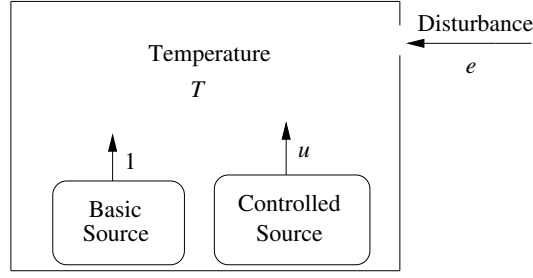 Disturbance
e
Temperature
T
1
u
Basic
Source
Controlled
Source